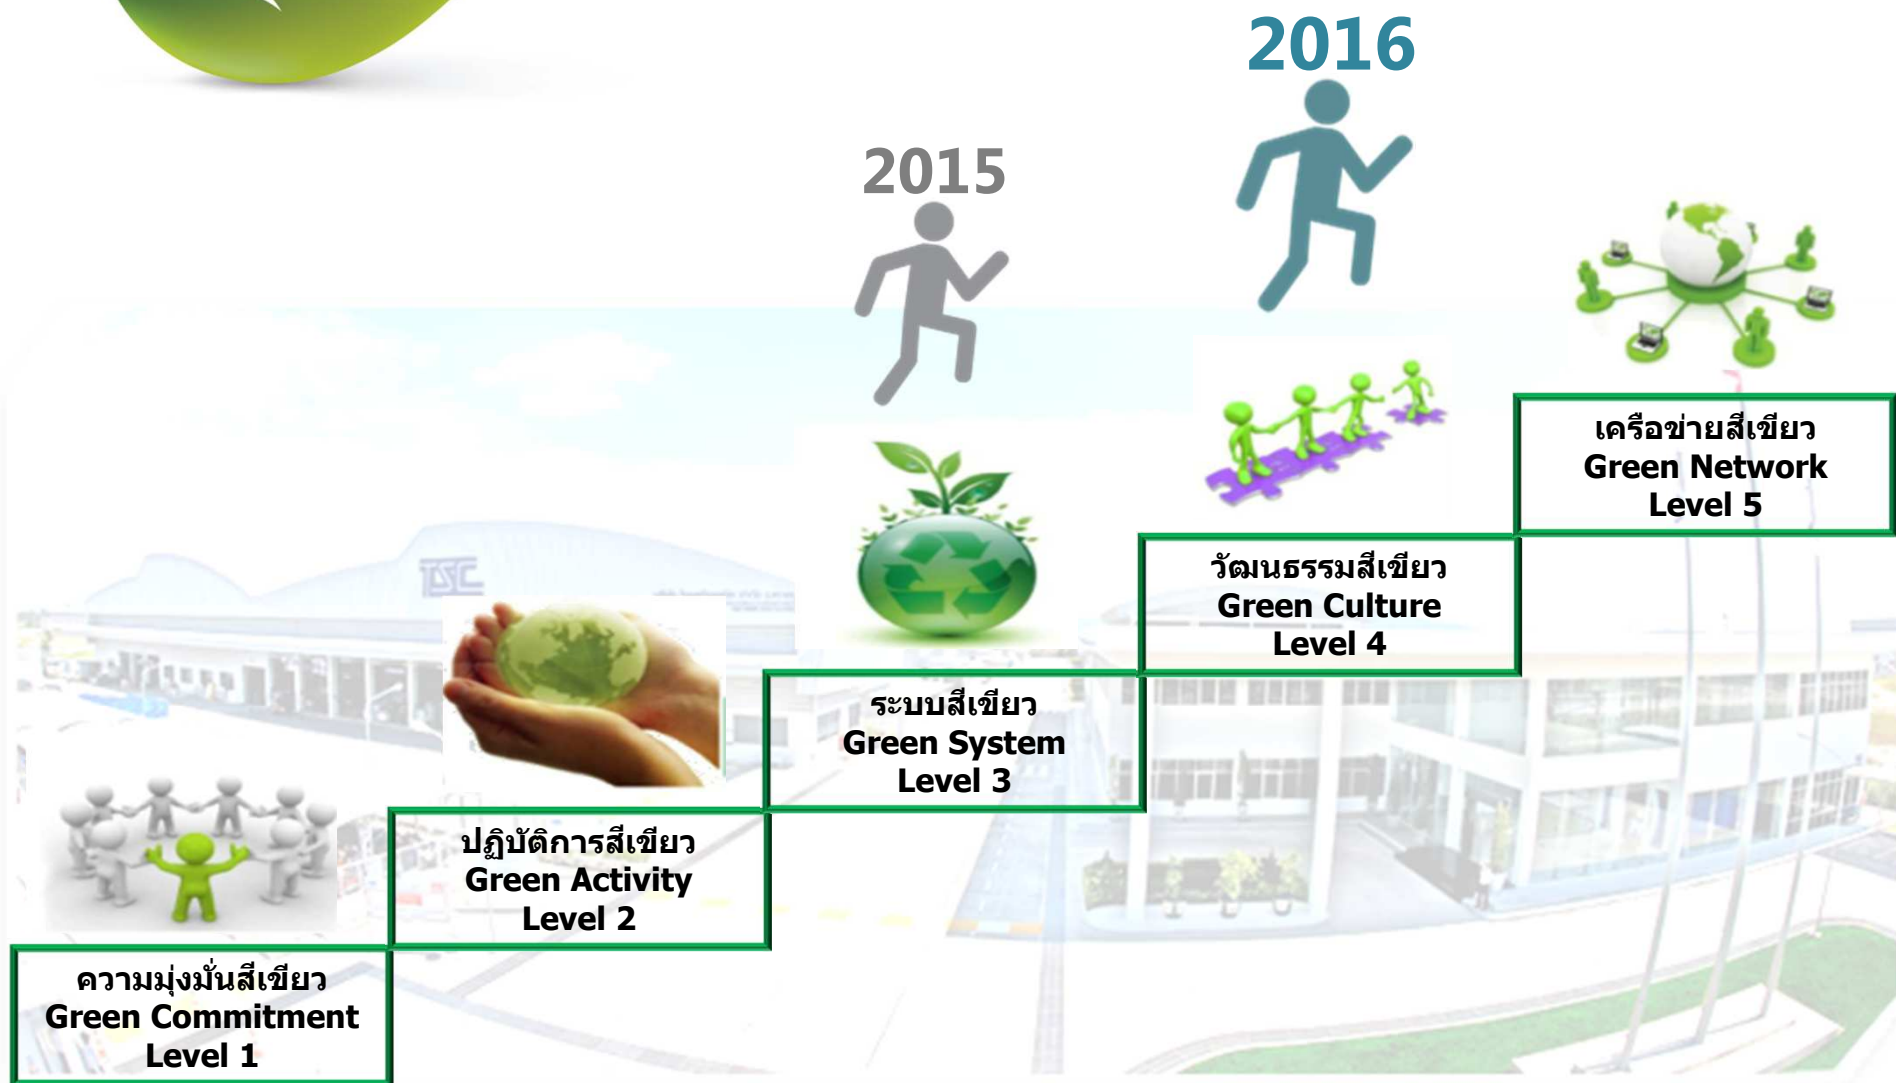 2016
2015
เครือข่ายสีเขียว
Green Network
Level 5
วัฒนธรรมสีเขียว
Green Culture
Level 4
ระบบสีเขียว
Green System
Level 3
ปฏิบัติการสีเขียว
Green Activity
Level 2
ความมุ่งมั่นสีเขียว
Green Commitment
Level 1
TSC